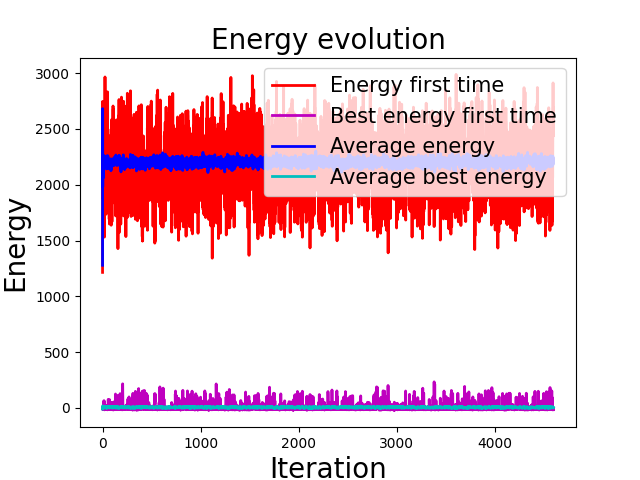 Energy evolution
Energy
3000
2500
2000
1500
1000
500
0
Energy first time
Best energy first time
Average energy
Average best energy
0 1000 2000 3000 4000
Iteration